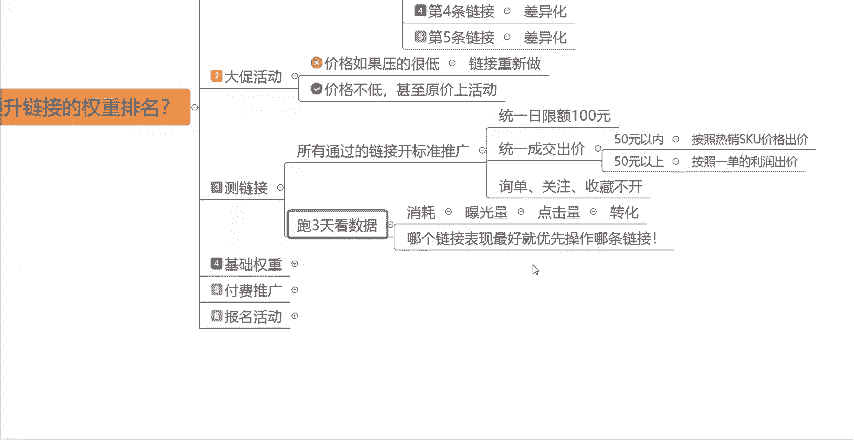 4 第4条链接 差异化
第5条链接 差异化
2 大促活动
价格如果压的很低 链接重新做
价格不低，甚至原价上活动
升链接的权重排名？
测链接
所有通过的链接开标准推广
统一日限额100元
统一成交出价
50元以内 按照热销SKU价格出价
50元以上 按照一单的利润出价
询单、关注、收藏不开
跑3天看数据
消耗 曝光量 点击量 转化
哪个链接表现最好就优先操作哪条链接！
4 基础权重
付费推广
报名活动